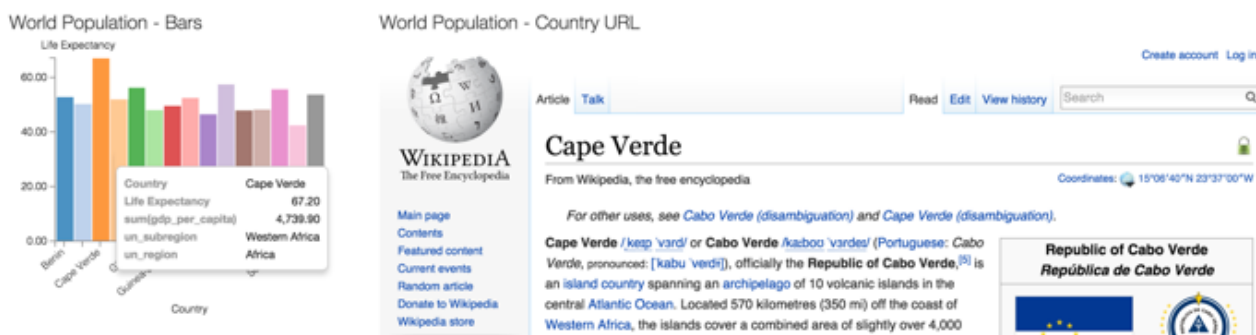 World Population - Bars
Life Expectancy
60.00
40.00
20.00
0.00
Benin
Cape Verde
Country Cape Verde
Life Expectancy 67.20
sum(gdp_per_capita) 4,739.90
un_subregion Western Africa
un_region Africa
Country
World Population - Country URL
Create account Log in
Article Talk
Read Edit View history
Search
WIKIPEDIA
The Free Encyclopedia
Main page
Contents
Featured content
Current events
Random article
Donate to Wikipedia
Wikipedia store
Cape Verde
From Wikipedia, the free encyclopedia
Coordinates: 15°06′40″N 23°37′00″W
For other uses, see Cabo Verde (disambiguation) and Cape Verde (disambiguation).
Cape Verde /ˌkeɪp ˈvɜrd/ or Cabo Verde /ˌkɑːboʊ ˈvɜrdeɪ/ (Portuguese: Cabo
Verde, pronounced: [ˈkabu ˈveɾdɨ]), officially the Republic of Cabo Verde,[5] is
an island country spanning an archipelago of 10 volcanic islands in the
central Atlantic Ocean. Located 570 kilometres (350 mi) off the coast of
Western Africa, the islands cover a combined area of slightly over 4,000
Republic of Cabo Verde
República de Cabo Verde